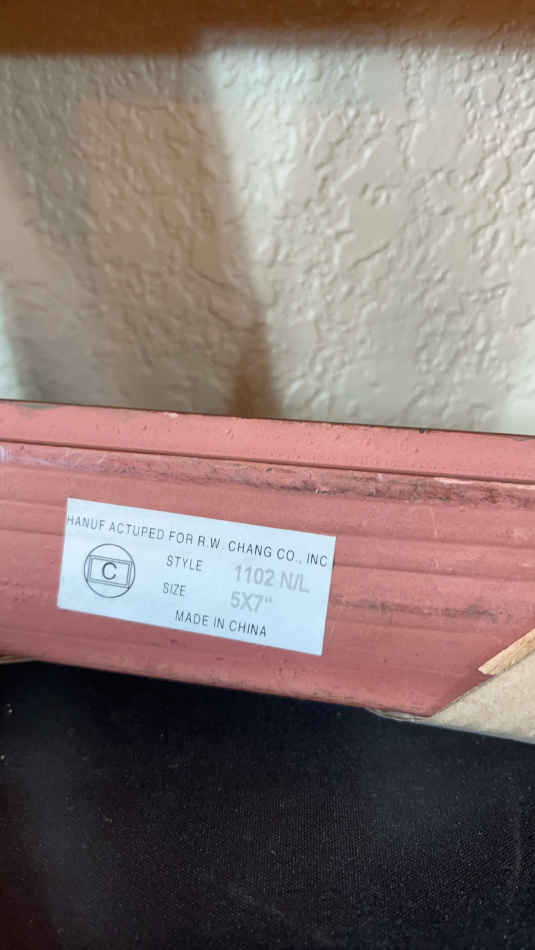 HANUF ACTUPED FOR R.W. CHANG CO., INC
C
STYLE 1102 N/L
SIZE 5X7"
MADE IN CHINA